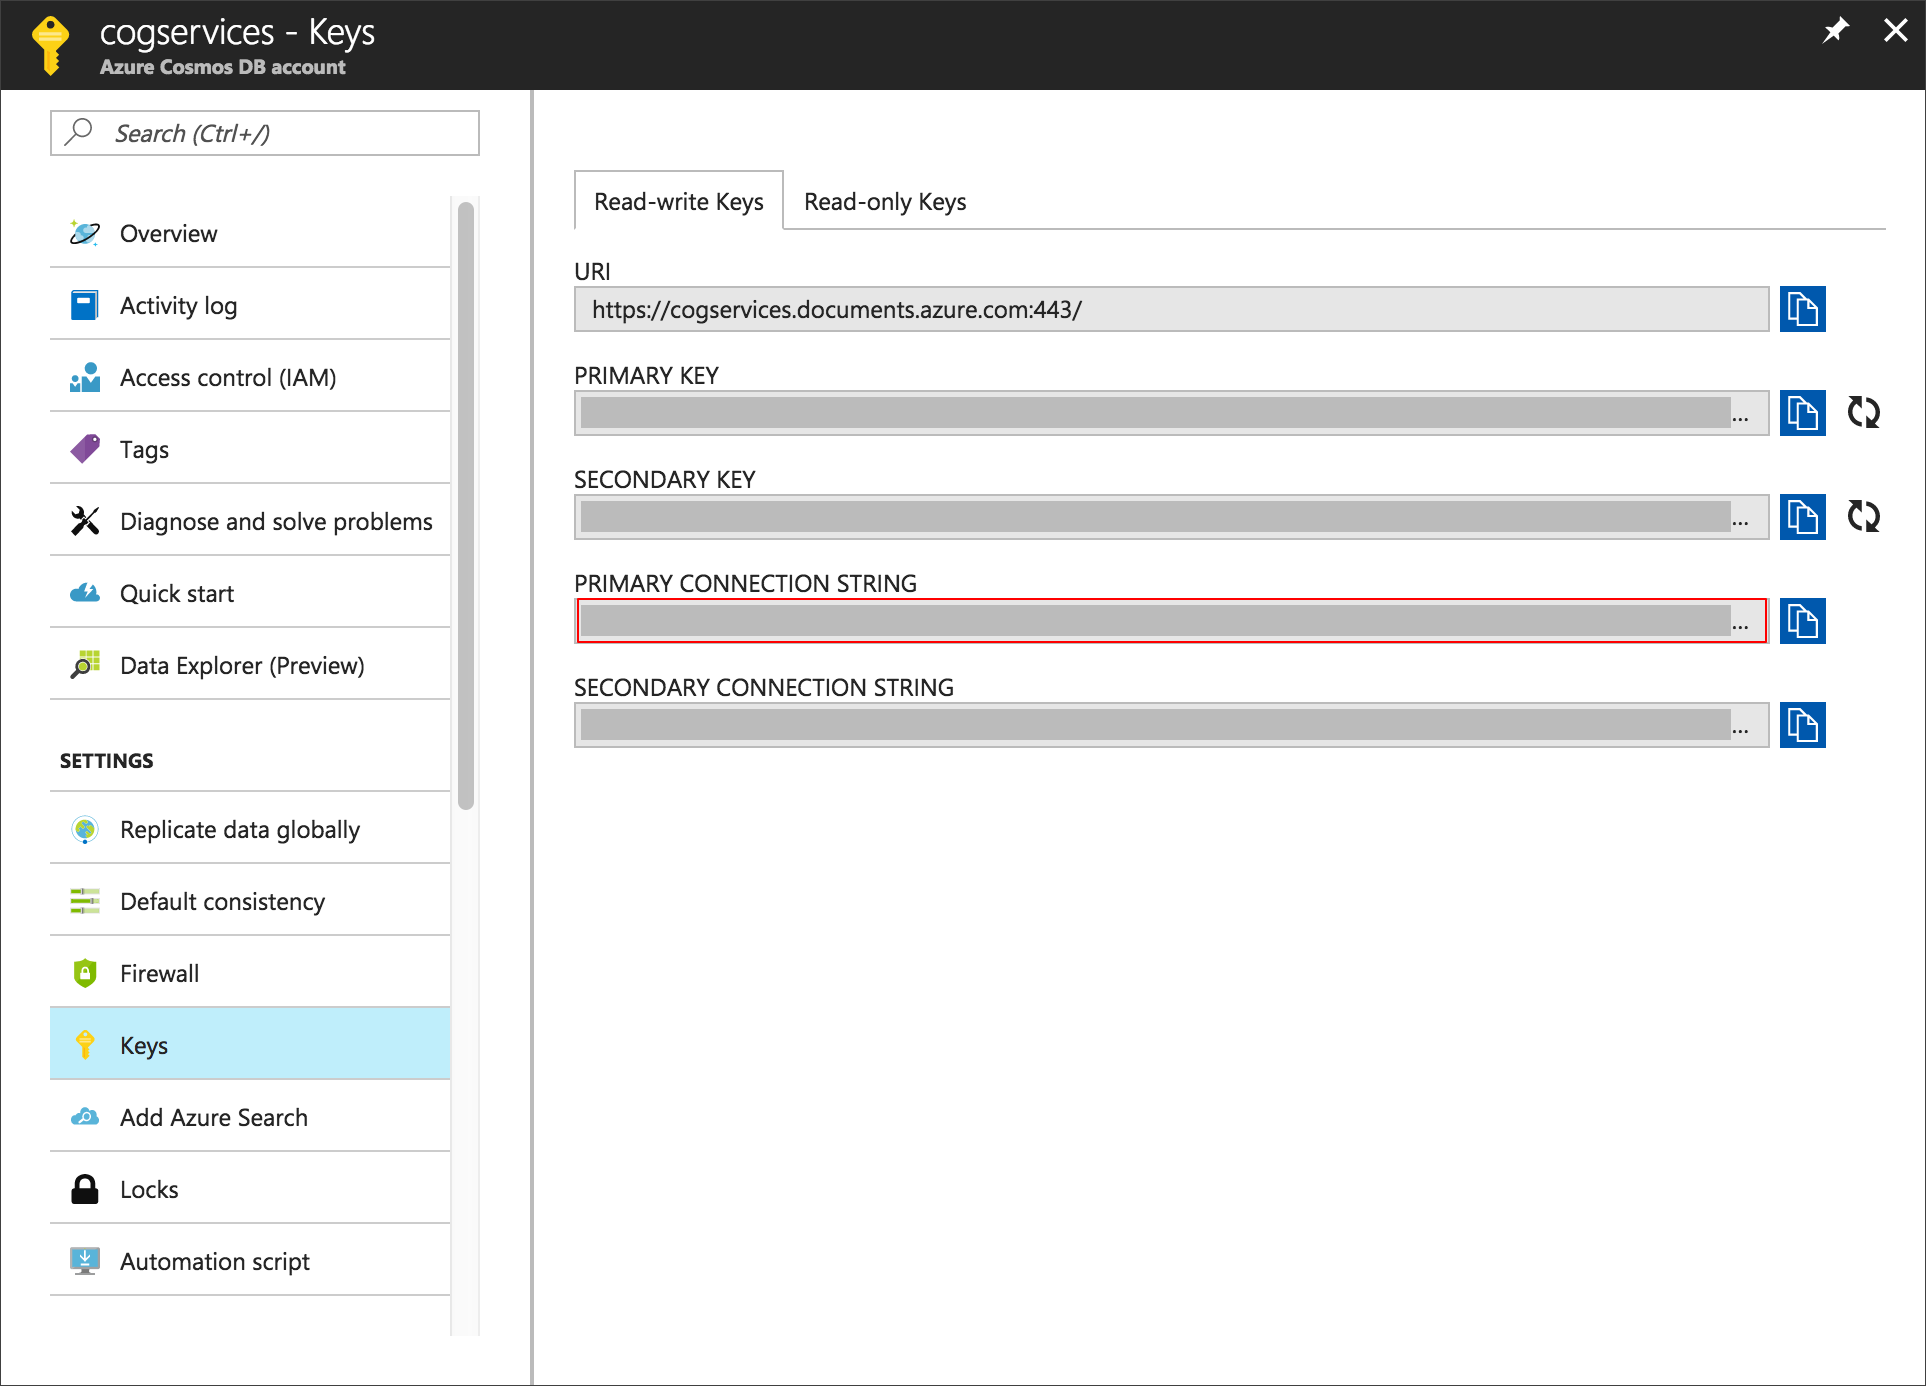 cogservices - Keys
Azure Cosmos DB account
Search (Ctrl+/)
Overview
Activity log
Access control (IAM)
Tags
Diagnose and solve problems
Quick start
Data Explorer (Preview)
SETTINGS
Replicate data globally
Default consistency
Firewall
Keys
Add Azure Search
Locks
Automation script
Read-write Keys
Read-only Keys
URI
https://cogservices.documents.azure.com:443/
PRIMARY KEY
...
SECONDARY KEY
...
PRIMARY CONNECTION STRING
...
SECONDARY CONNECTION STRING
...